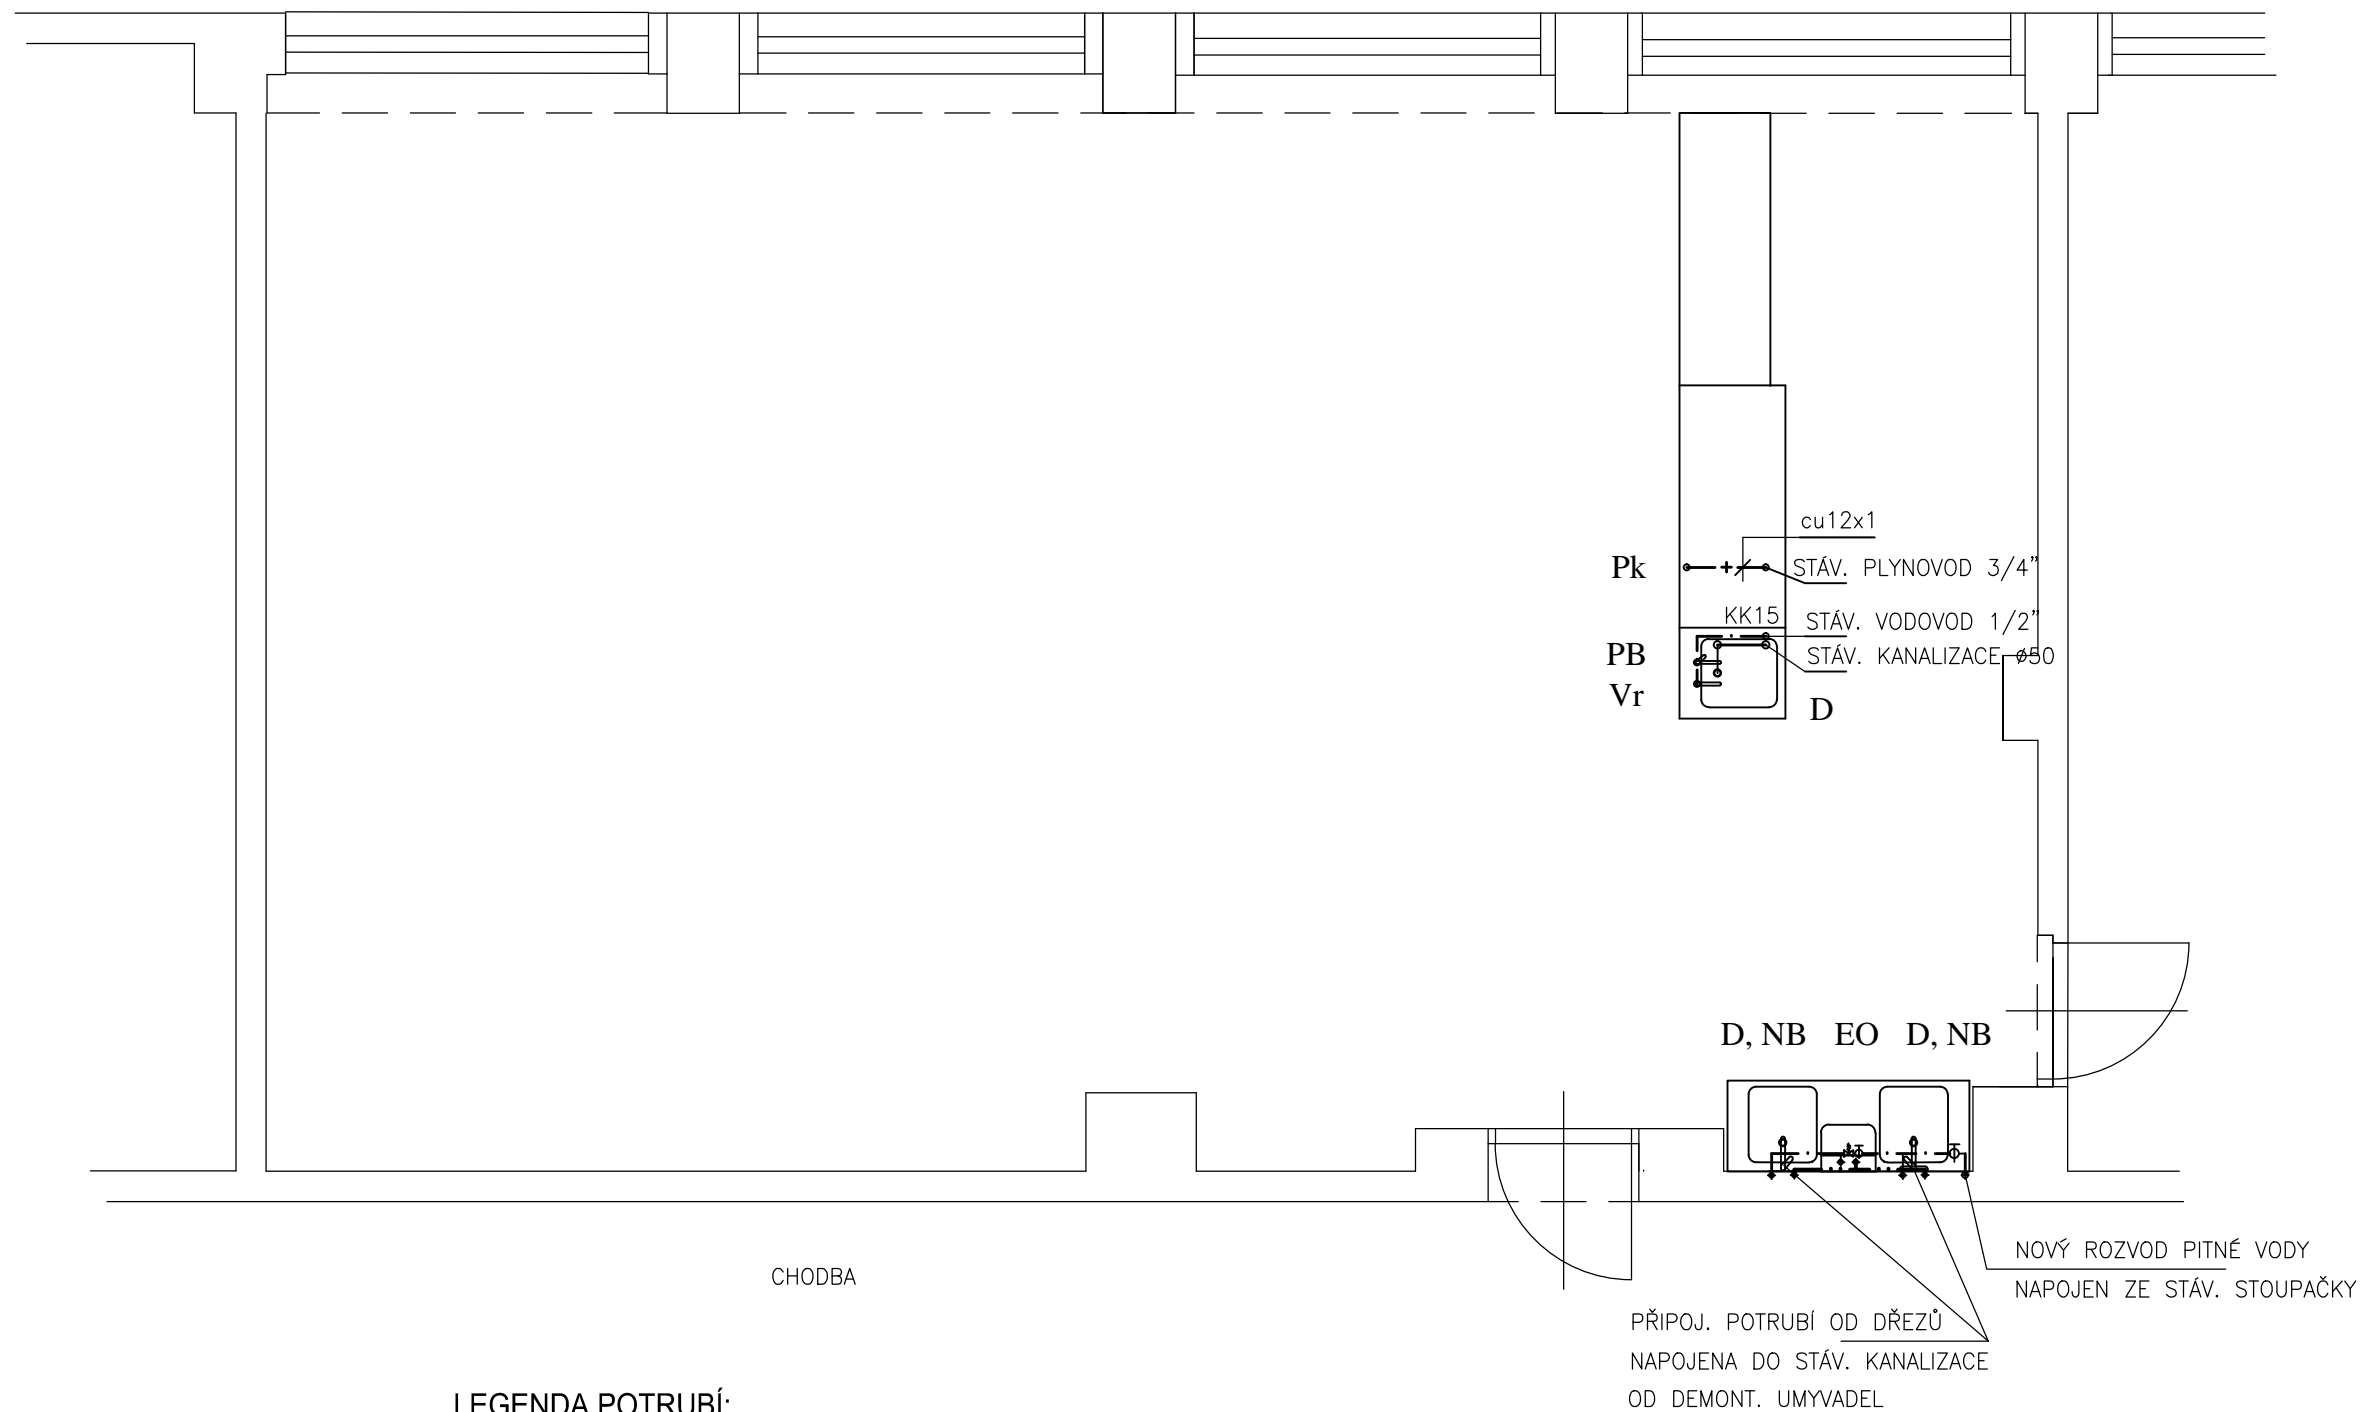 cu12x1
Pk
STÁV. PLYNOVOD 3/4"
KK15
STÁV. VODOVOD 1/2"
PB
STÁV. KANALIZACE ø50
Vr
D
D, NB EO D, NB
NOVÝ ROZVOD PITNÉ VODY
NAPOJEN ZE STÁV. STOUPAČKY
CHODBA
PŘIPOJ. POTRUBÍ OD DŘEZŮ
NAPOJENA DO STÁV. KANALIZACE
OD DEMONT. UMYVADEL
LEGENDA POTRUBÍ: